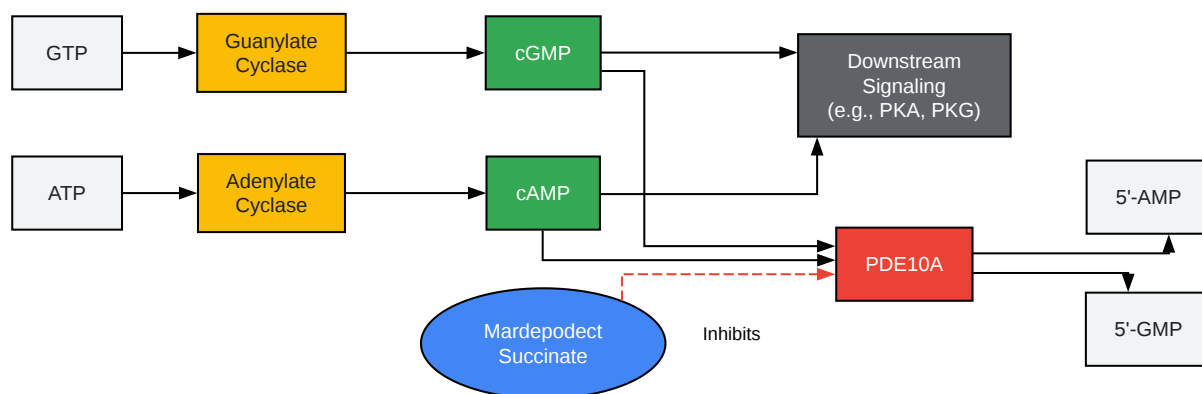 GTP
Guanylate
Cyclase
cGMP
Downstream
Signaling
(e.g., PKA, PKG)
ATP
Adenylate
Cyclase
cAMP
5'-AMP
PDE10A
Mardepodect
Succinate
Inhibits
5'-GMP